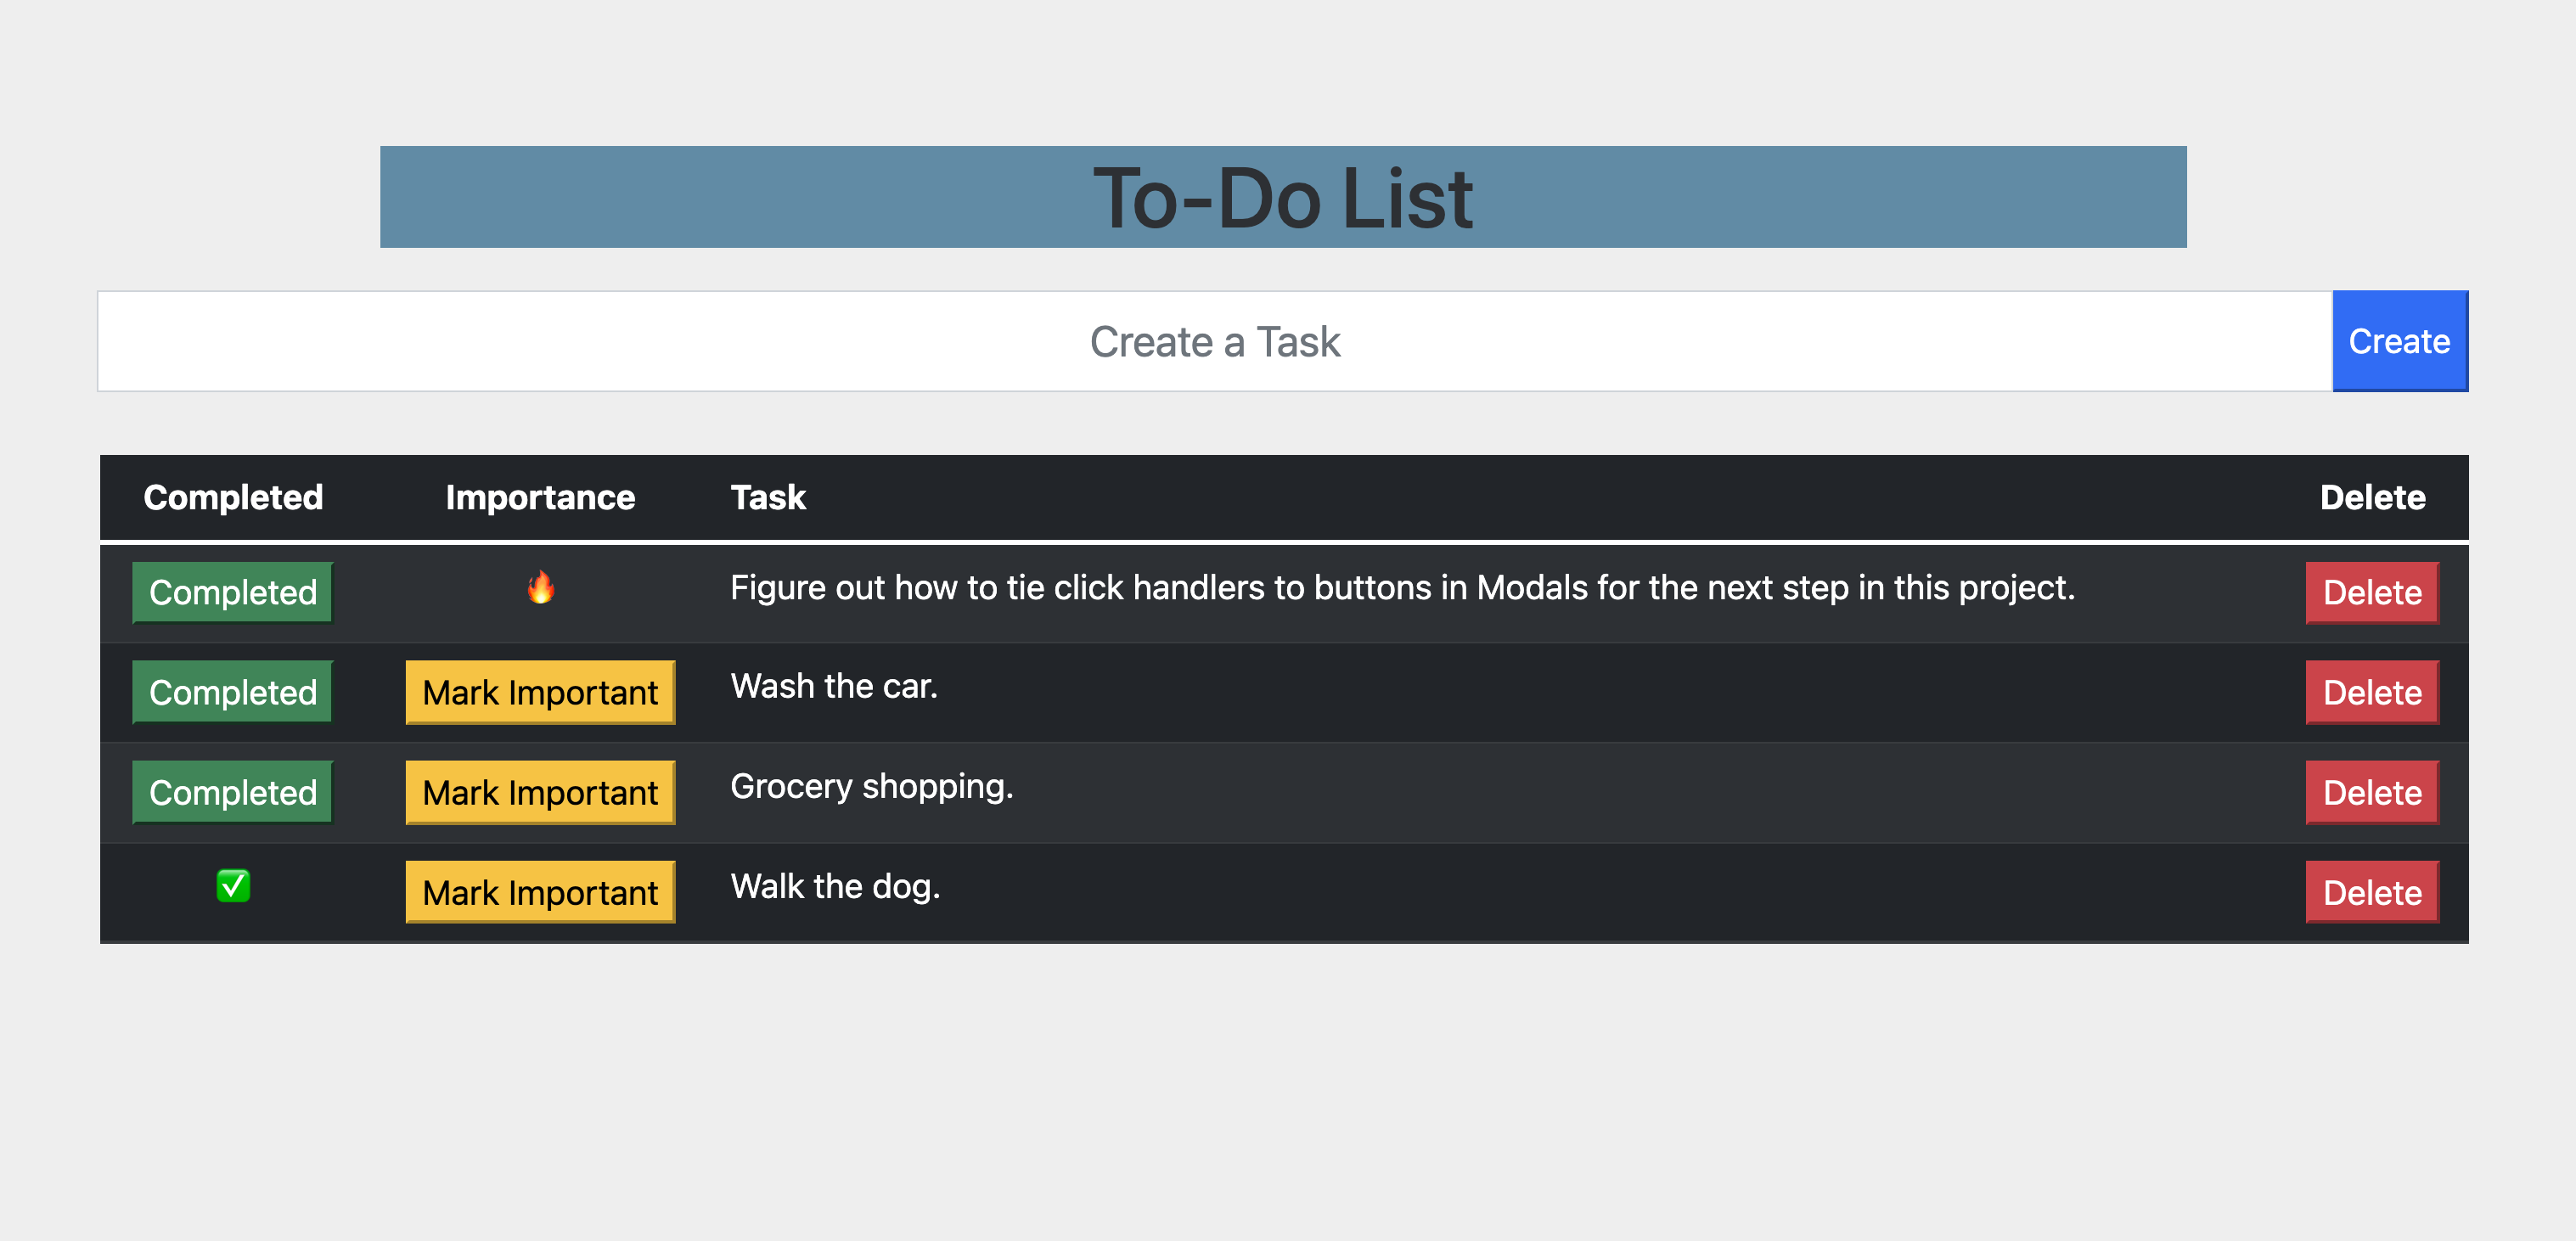 To-Do List
Create a Task Create
Completed Importance Task Delete
Completed 🔥 Figure out how to tie click handlers to buttons in Modals for the next step in this project. Delete
Completed Mark Important Wash the car. Delete
Completed Mark Important Grocery shopping. Delete
✅ Mark Important Walk the dog. Delete